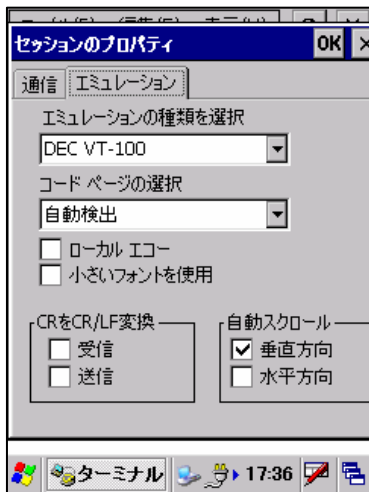 セッションのプロパティ OK ×
通信 エミュレーション
エミュレーションの種類を選択
DEC VT-100
コード ページの選択
自動検出
ローカル エコー
小さいフォントを使用
CRをCR/LF変換
受信
送信
自動スクロール
垂直方向
水平方向
ターミナル 17:36